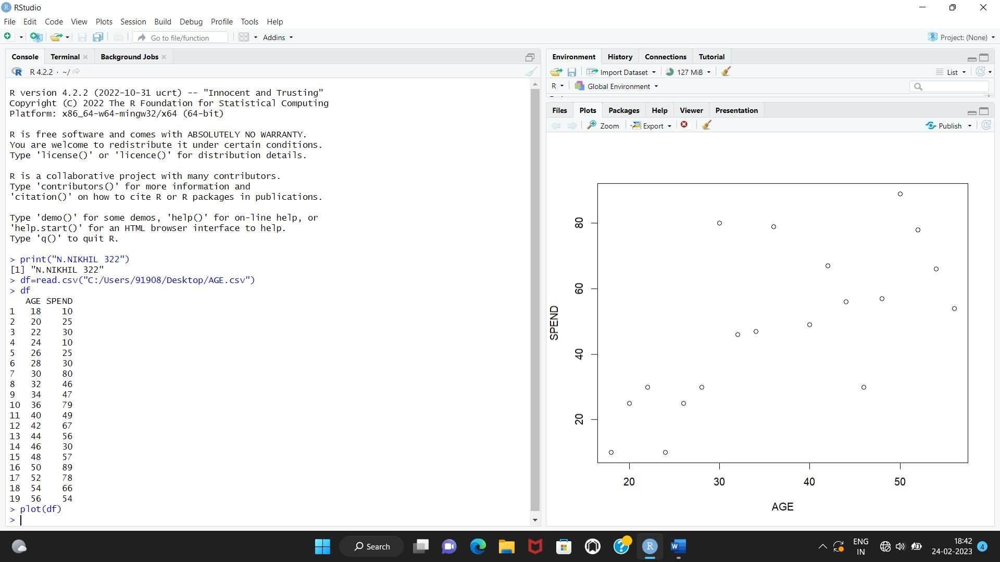 RStudio
File Edit Code View Plots Session Build Debug Profile Tools Help
Go to file/function Addins Project: (None)
Console Terminal Background Jobs
R 4.2.2 · ~/
R version 4.2.2 (2022-10-31 ucrt) -- "Innocent and Trusting"
Copyright (C) 2022 The R Foundation for Statistical Computing
Platform: x86_64-w64-mingw32/x64 (64-bit)
R is free software and comes with ABSOLUTELY NO WARRANTY.
You are welcome to redistribute it under certain conditions.
Type 'license()' or 'licence()' for distribution details.
R is a collaborative project with many contributors.
Type 'contributors()' for more information and
'citation()' on how to cite R or R packages in publications.
Type 'demo()' for some demos, 'help()' for on-line help, or
'help.start()' for an HTML browser interface to help.
Type 'q()' to quit R.
> print("N.NIKHIL 322")
[1] "N.NIKHIL 322"
> df=read.csv("C:/Users/91908/Desktop/AGE.csv")
> df
AGE SPEND
1 18 10
2 20 25
3 22 30
4 24 10
5 26 25
6 28 30
7 30 80
8 32 46
9 34 47
10 36 79
11 40 49
12 42 67
13 44 56
14 46 30
15 48 57
16 50 89
17 52 78
18 54 66
19 56 54
> plot(df)
>
Environment History Connections Tutorial
Import Dataset 127 MiB List
R Global Environment
Files Plots Packages Help Viewer Presentation
Zoom Export Publish
80
60
40
20
SPEND
20 30 40 50
AGE
Search
ENG
IN
18:42
24-02-2023
4